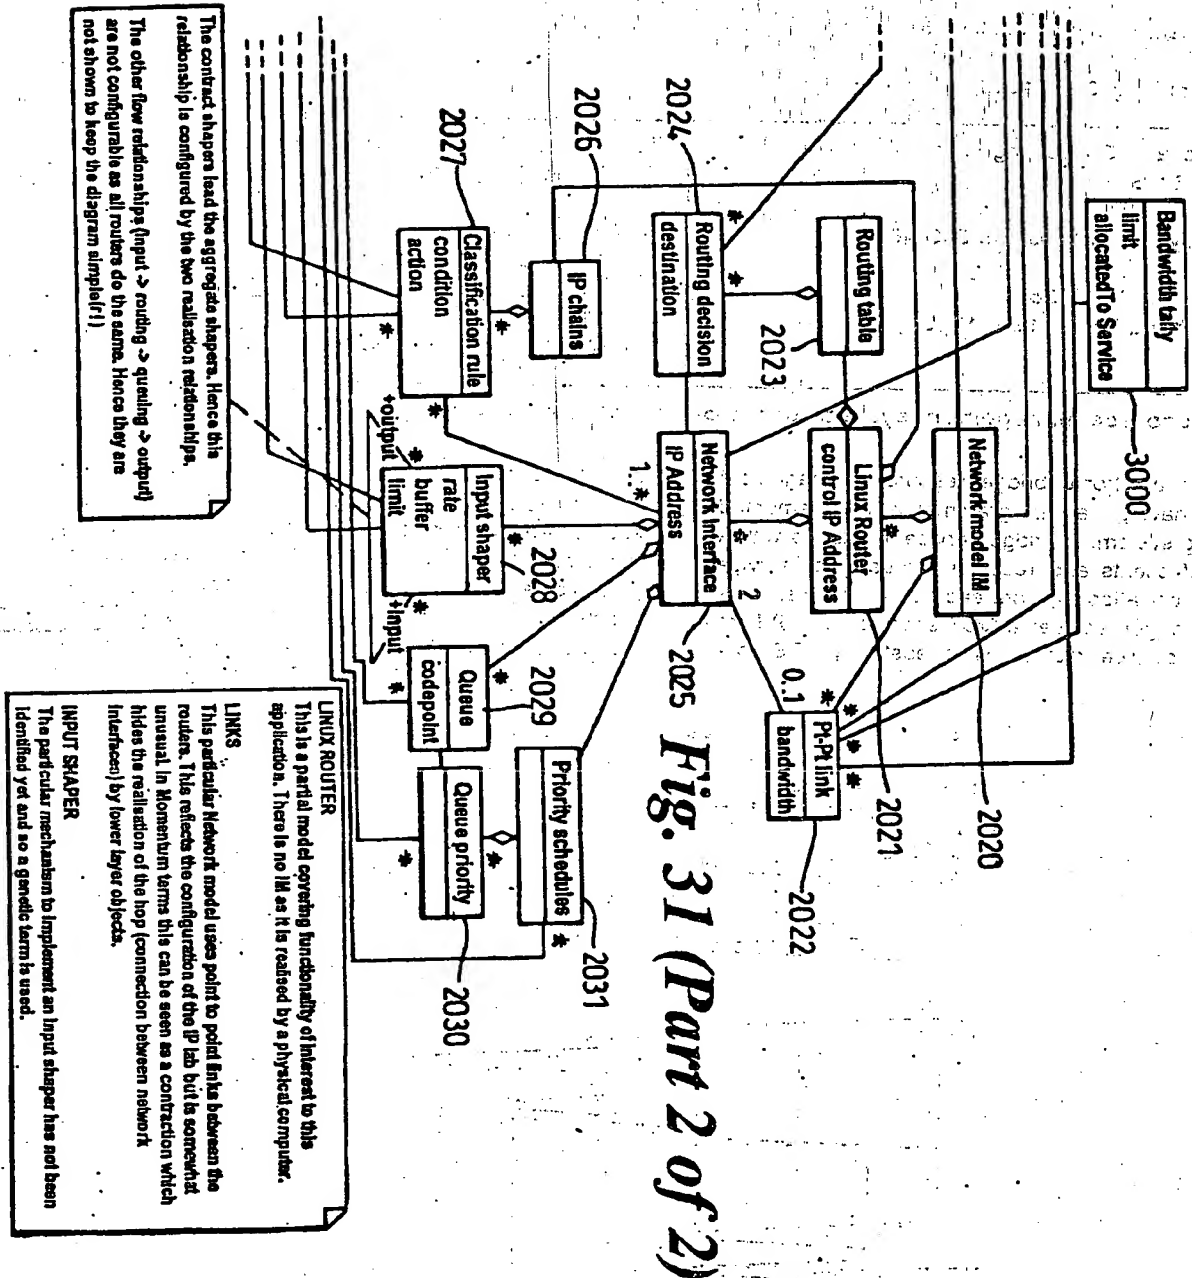 Bandwidth tally
limit
allocatedTo Service
3000
Network model IM
2020
Linux Router
control IP Address
2021
Pt-Pt link
bandwidth
2022
Routing table
2023
Routing decision
destination
2024
Network Interface
IP Address
2025
IP chains
2026
Classification rule
condition
action
2027
Input shaper
rate
buffer
limit
2028
Queue
codepoint
2029
Queue priority
2030
Priority schedules
2031
*
*
*
*
*
*
*
*
*
2
0..1
1..*
*
*
*
*
*
+output
*
*
+Input
*
*
*
*
*
Fig. 31 (Part 2 of 2)
The contract shapers lead the aggregate shapers. Hence this
relationship is configured by the two realisation relationships.
The other flow relationships (input -> routing -> queuing -> output)
are not configurable as all routers do the same. Hence they are
not shown to keep the diagram simple(r!)
LINUX ROUTER
This is a partial model covering functionality of interest to this
application. There is no IM as it is realised by a physical computer.
LINKS
This particular Network model uses point to point links between the
routers. This reflects the configuration of the IP lab but is somewhat
unusual. In Momentum terms this can be seen as a contraction which
hides the realisation of the hop (connection between network
interfaces) by lower layer objects.
INPUT SHAPER
The particular mechanism to implement an input shaper has not been
identified yet and so a generic term is used.